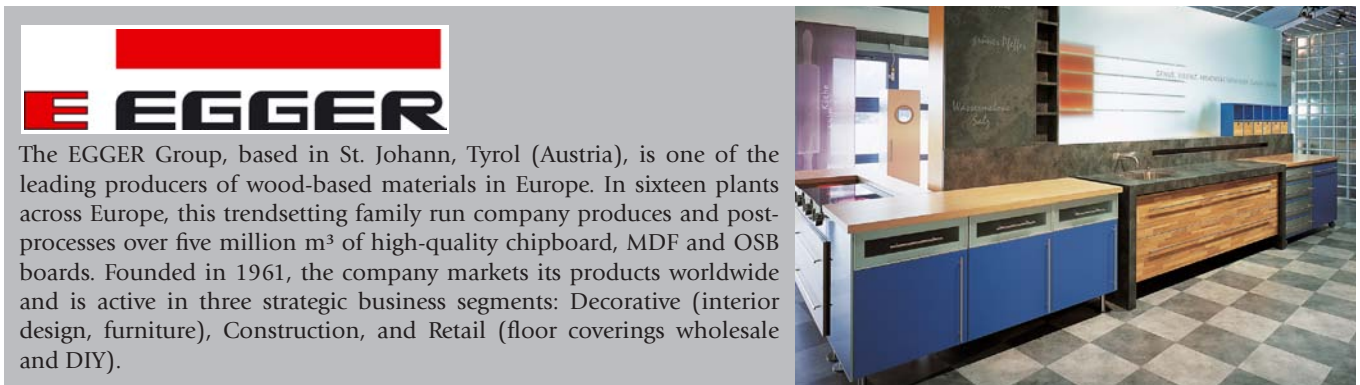 E EGGER
The EGGER Group, based in St. Johann, Tyrol (Austria), is one of the
leading producers of wood-based materials in Europe. In sixteen plants
across Europe, this trendsetting family run company produces and post-
processes over five million m³ of high-quality chipboard, MDF and OSB
boards. Founded in 1961, the company markets its products worldwide
and is active in three strategic business segments: Decorative (interior
design, furniture), Construction, and Retail (floor coverings wholesale
and DIY).
grüner Pfeffer
Wassermelone
Salz